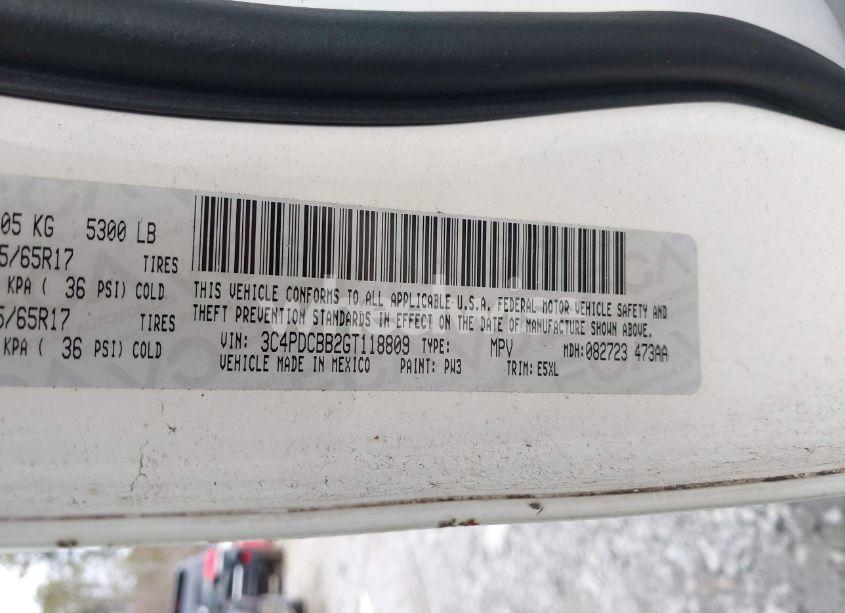 05 KG 5300 LB
5/65R17 TIRES
KPA ( 36 PSI) COLD
5/65R17 TIRES
KPA ( 36 PSI) COLD
THIS VEHICLE CONFORMS TO ALL APPLICABLE U.S.A. FEDERAL MOTOR VEHICLE SAFETY AND
THEFT PREVENTION STANDARDS IN EFFECT ON THE DATE OF MANUFACTURE SHOWN ABOVE.
VIN: 3C4PDCBB2GT118809 TYPE: MPV MDH: 082723 473AA
VEHICLE MADE IN MEXICO PAINT: PW3 TRIM: E5XL